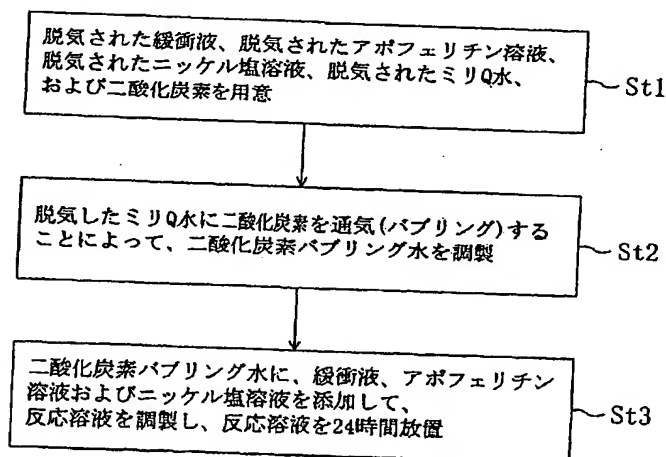 脱気された緩衝液、脱気されたアポフェリチン溶液、
脱気されたニッケル塩溶液、脱気されたミリQ水、
および二酸化炭素を用意
St1
脱気したミリQ水に二酸化炭素を通気(バブリング)する
ことによって、二酸化炭素バブリング水を調製
St2
二酸化炭素バブリング水に、緩衝液、アポフェリチン
溶液およびニッケル塩溶液を添加して、
反応溶液を調製し、反応溶液を24時間放置
St3